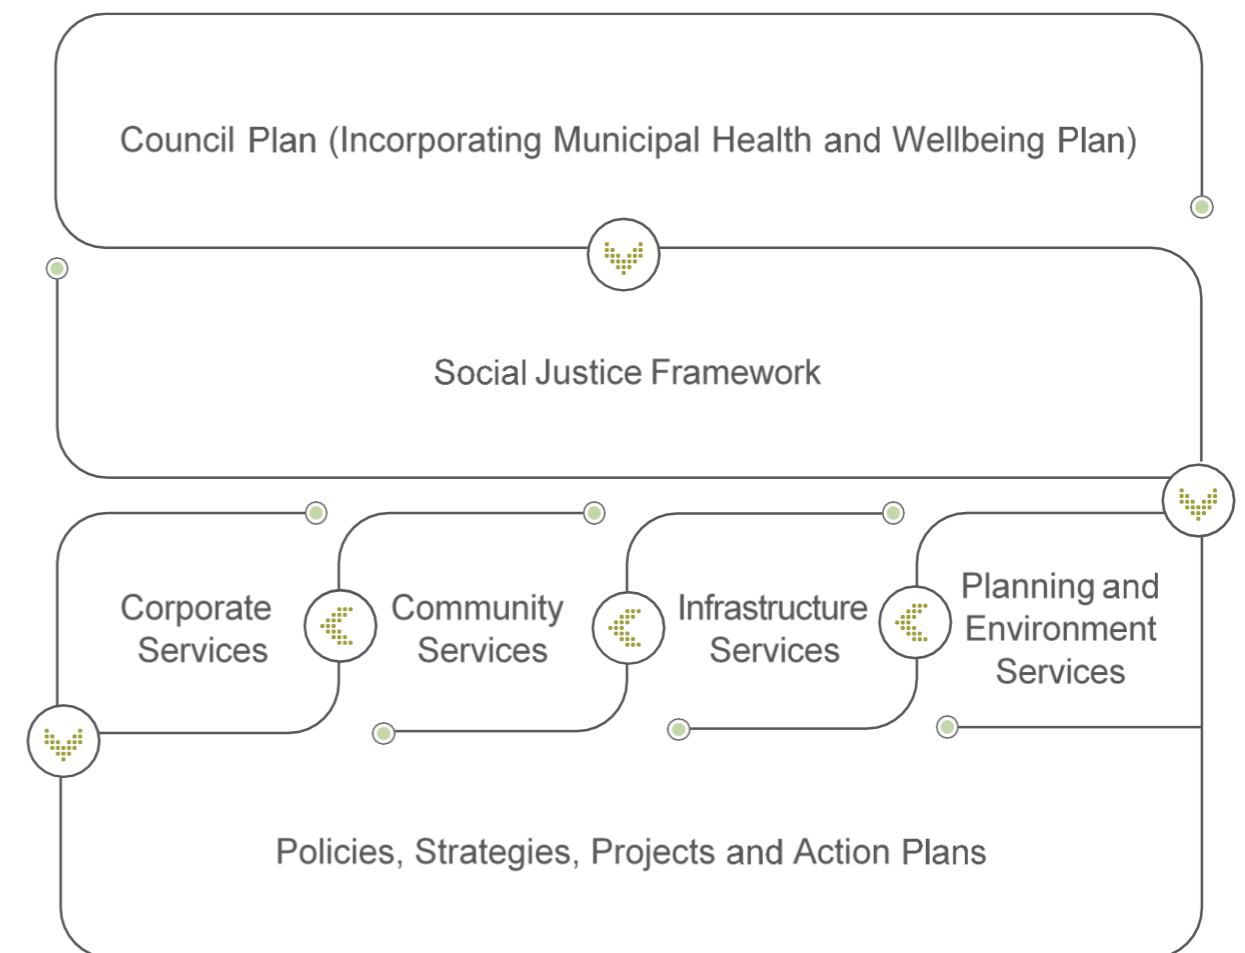 Council Plan (Incorporating Municipal Health and Wellbeing Plan)
Social Justice Framework
Corporate
Services
Community
Services
Infrastructure
Services
Planning and
Environment
Services
Policies, Strategies, Projects and Action Plans